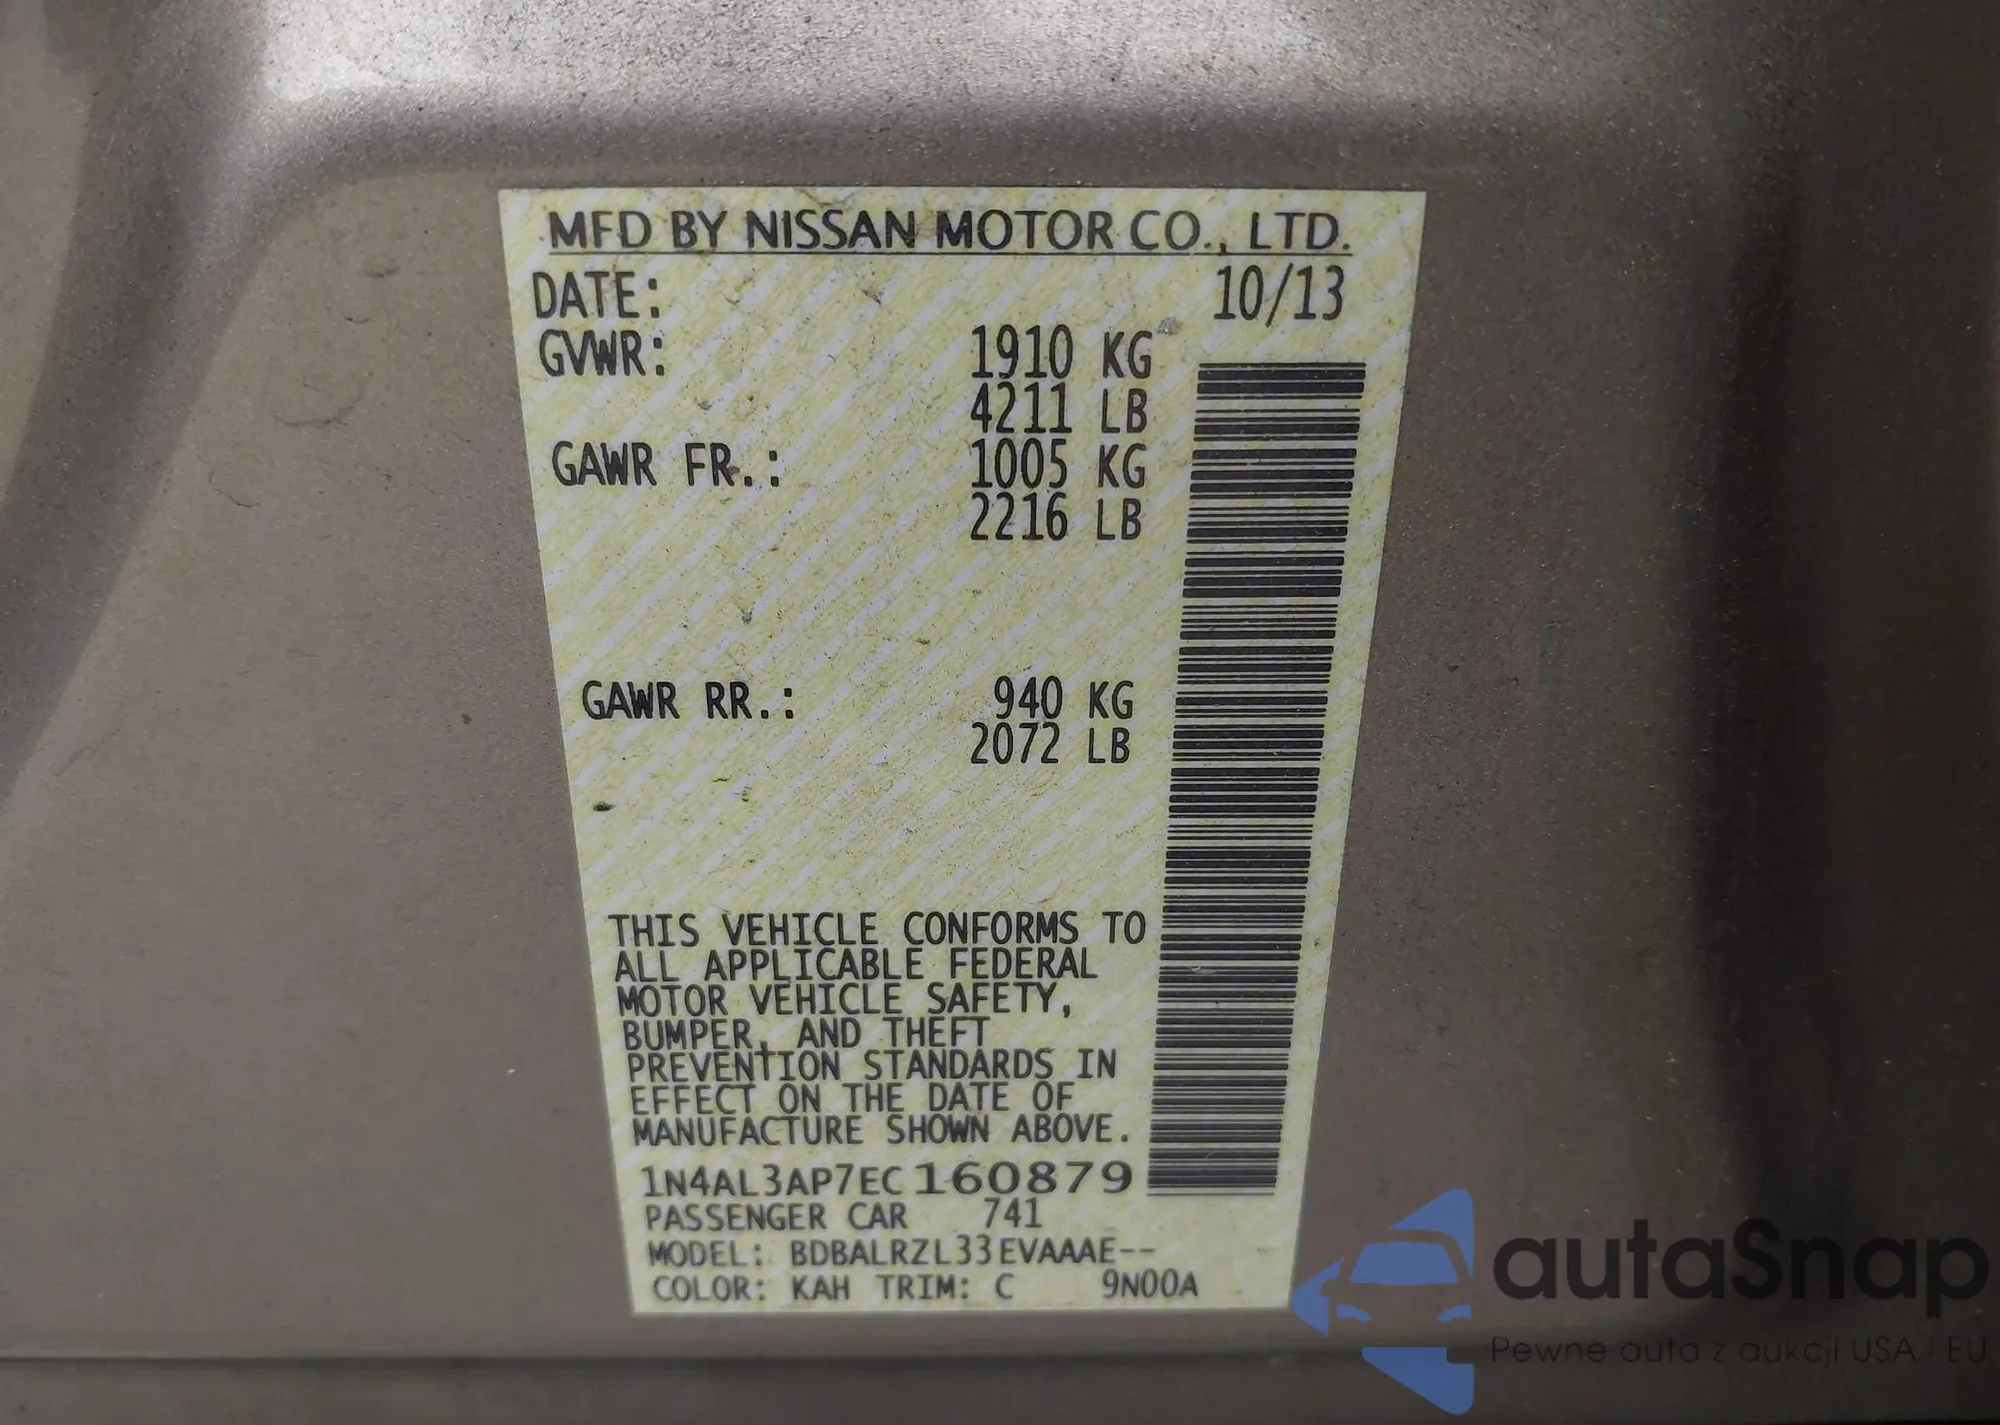 MFD BY NISSAN MOTOR CO., LTD.
DATE: 10/13
GVWR: 1910 KG
4211 LB
GAWR FR.: 1005 KG
2216 LB
GAWR RR.: 940 KG
2072 LB
THIS VEHICLE CONFORMS TO
ALL APPLICABLE FEDERAL
MOTOR VEHICLE SAFETY,
BUMPER, AND THEFT
PREVENTION STANDARDS IN
EFFECT ON THE DATE OF
MANUFACTURE SHOWN ABOVE.
1N4AL3AP7EC160879
PASSENGER CAR 741
MODEL: BDBALRZL33EVAAAE--
COLOR: KAH TRIM: C 9N00A
autaSnap
Pewne auta z aukcji USA i EU